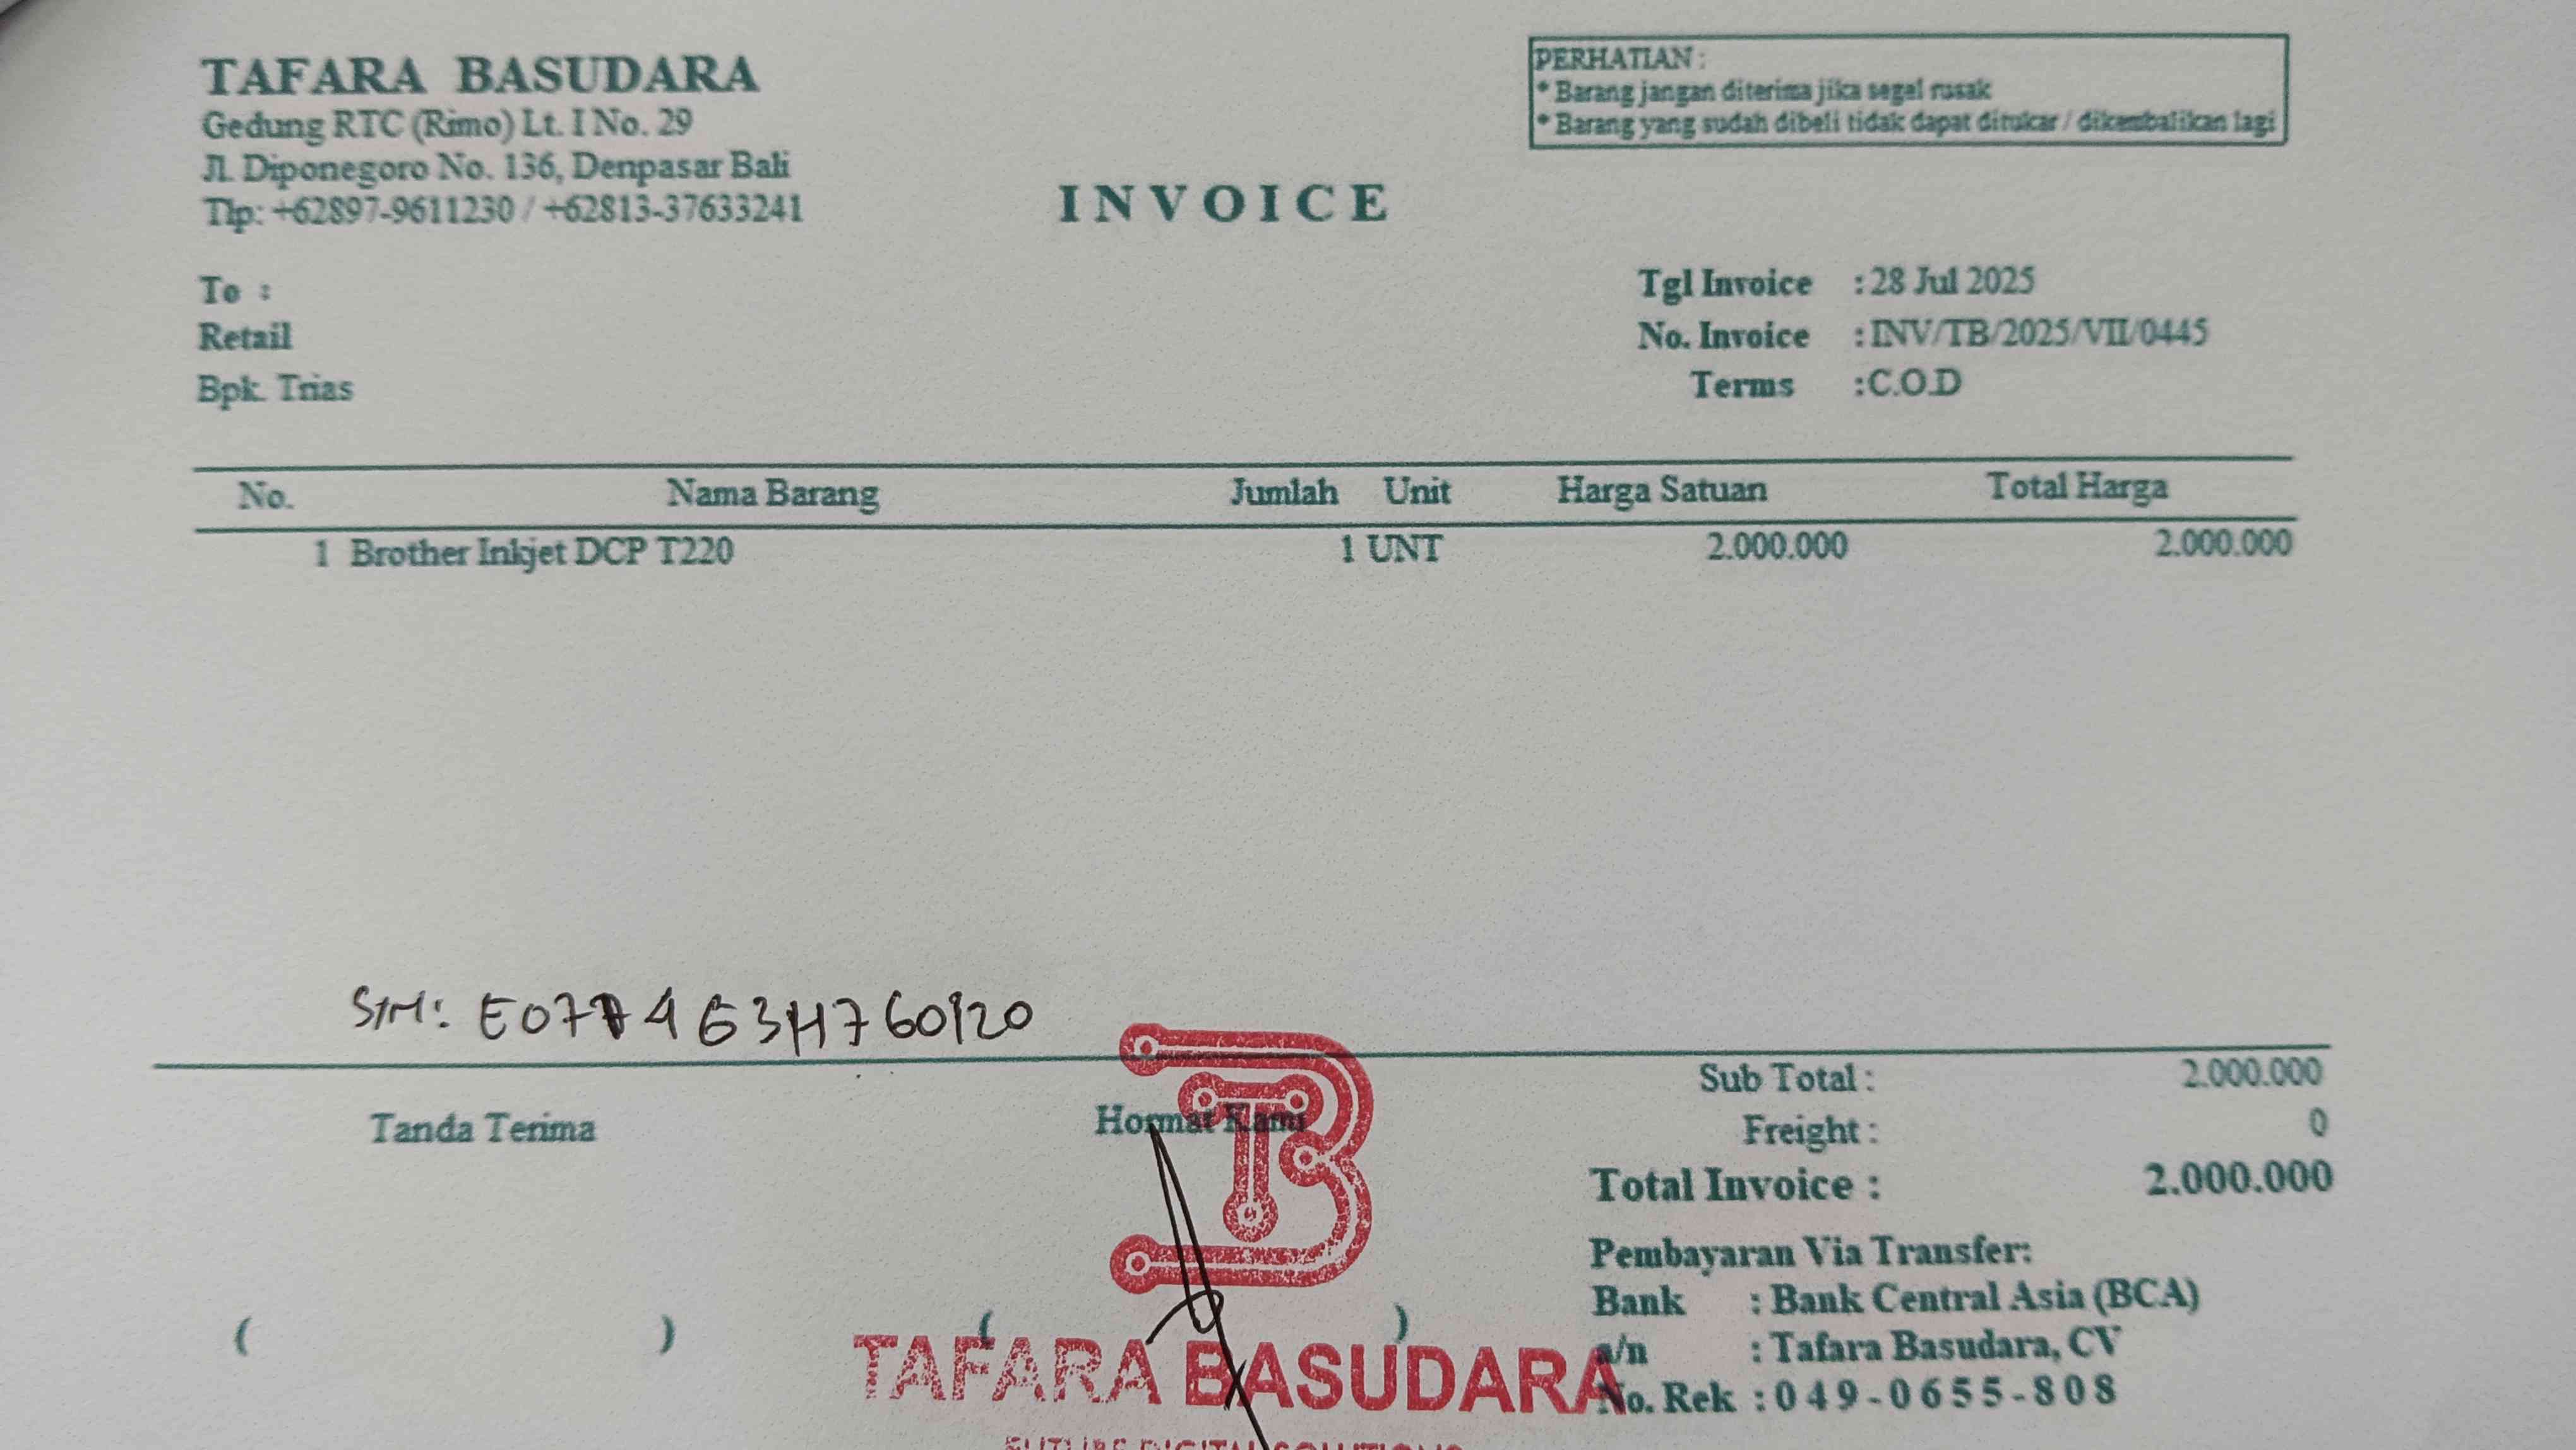 TAFARA BASUDARA
Gedung RTC (Rimo) Lt. I No. 29
Jl. Diponegoro No. 136, Denpasar Bali
Tlp: +62897-9611230 / +62813-37633241
PERHATIAN :
* Barang jangan diterima jika segel rusak
* Barang yang sudah dibeli tidak dapat ditukar / dikembalikan lagi
INVOICE
To :
Retail
Bpk. Trias
Tgl Invoice : 28 Jul 2025
No. Invoice : INV/TB/2025/VII/0445
Terms : C.O.D
No. Nama Barang Jumlah Unit Harga Satuan Total Harga
1 Brother Inkjet DCP T220 1 UNT 2.000.000 2.000.000
Sub Total : 2.000.000
Freight : 0
Total Invoice : 2.000.000
Tanda Terima
Hormat Kami
( )
( )
Pembayaran Via Transfer:
Bank : Bank Central Asia (BCA)
a/n : Tafara Basudara, CV
No. Rek : 049-0655-808
TAFARA BASUDARA